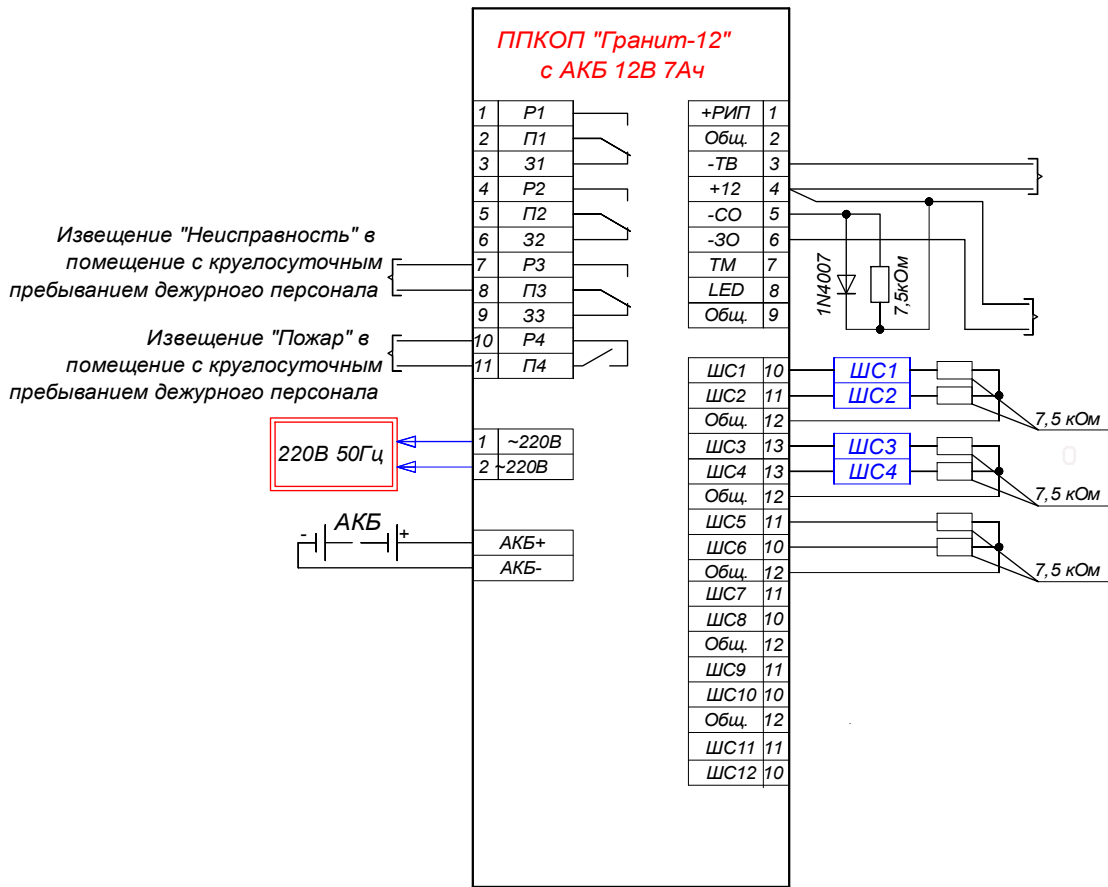 ППКОП "Гранит-12"
с АКБ 12В 7Ач
1 Р1
2 П1
3 З1
4 Р2
5 П2
6 З2
7 Р3
8 П3
9 З3
10 Р4
11 П4
Извещение "Неисправность" в
помещение с круглосуточным
пребыванием дежурного персонала
Извещение "Пожар" в
помещение с круглосуточным
пребыванием дежурного персонала
220В 50Гц
1 ~220В
2 ~220В
- АКБ +
АКБ+
АКБ-
+РИП 1
Общ. 2
-ТВ 3
+12 4
-СО 5
-ЗО 6
ТМ 7
LED 8
Общ. 9
1N4007
7,5кОм
ШС1 10
ШС2 11
Общ. 12
ШС3 13
ШС4 13
Общ. 12
ШС5 11
ШС6 10
Общ. 12
ШС7 11
ШС8 10
Общ. 12
ШС9 11
ШС10 10
Общ. 12
ШС11 11
ШС12 10
ШС1
ШС2
7,5 кОм
ШС3
ШС4
7,5 кОм
7,5 кОм